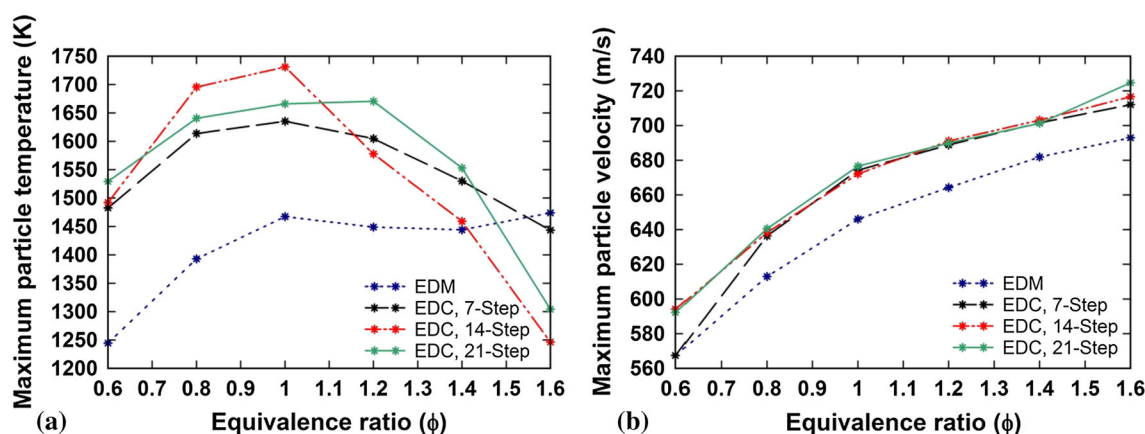 Maximum particle temperature (K)
1750
1700
1650
1600
1550
1500
1450
1400
1350
1300
1250
1200
EDM
EDC, 7-Step
EDC, 14-Step
EDC, 21-Step
0.6 0.7 0.8 0.9 1 1.1 1.2 1.3 1.4 1.5 1.6
(a) Equivalence ratio (ϕ)
Maximum particle velocity (m/s)
740
720
700
680
660
640
620
600
580
560
EDM
EDC, 7-Step
EDC, 14-Step
EDC, 21-Step
0.6 0.7 0.8 0.9 1 1.1 1.2 1.3 1.4 1.5 1.6
(b) Equivalence ratio (ϕ)